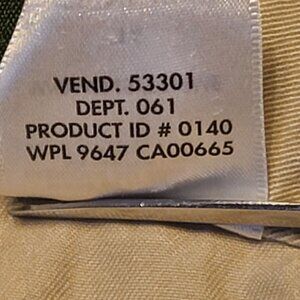 VEND. 53301
DEPT. 061
PRODUCT ID # 0140
WPL 9647 CA00665